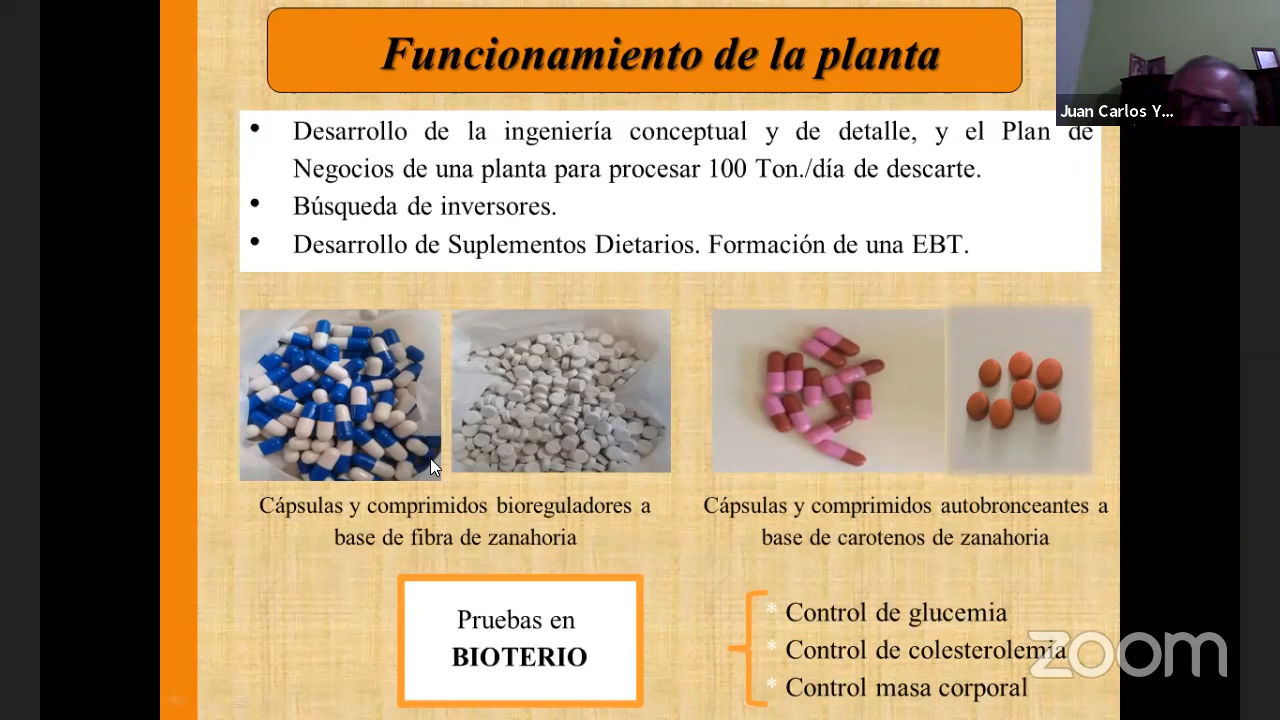 Funcionamiento de la planta
Juan Carlos Y...
• Desarrollo de la ingeniería conceptual y de detalle, y el Plan de
Negocios de una planta para procesar 100 Ton./día de descarte.
• Búsqueda de inversores.
• Desarrollo de Suplementos Dietarios. Formación de una EBT.
Cápsulas y comprimidos bioreguladores a
base de fibra de zanahoria
Cápsulas y comprimidos autobronceantes a
base de carotenos de zanahoria
Pruebas en
BIOTERIO
* Control de glucemia
* Control de colesterolemia
* Control masa corporal
zoom